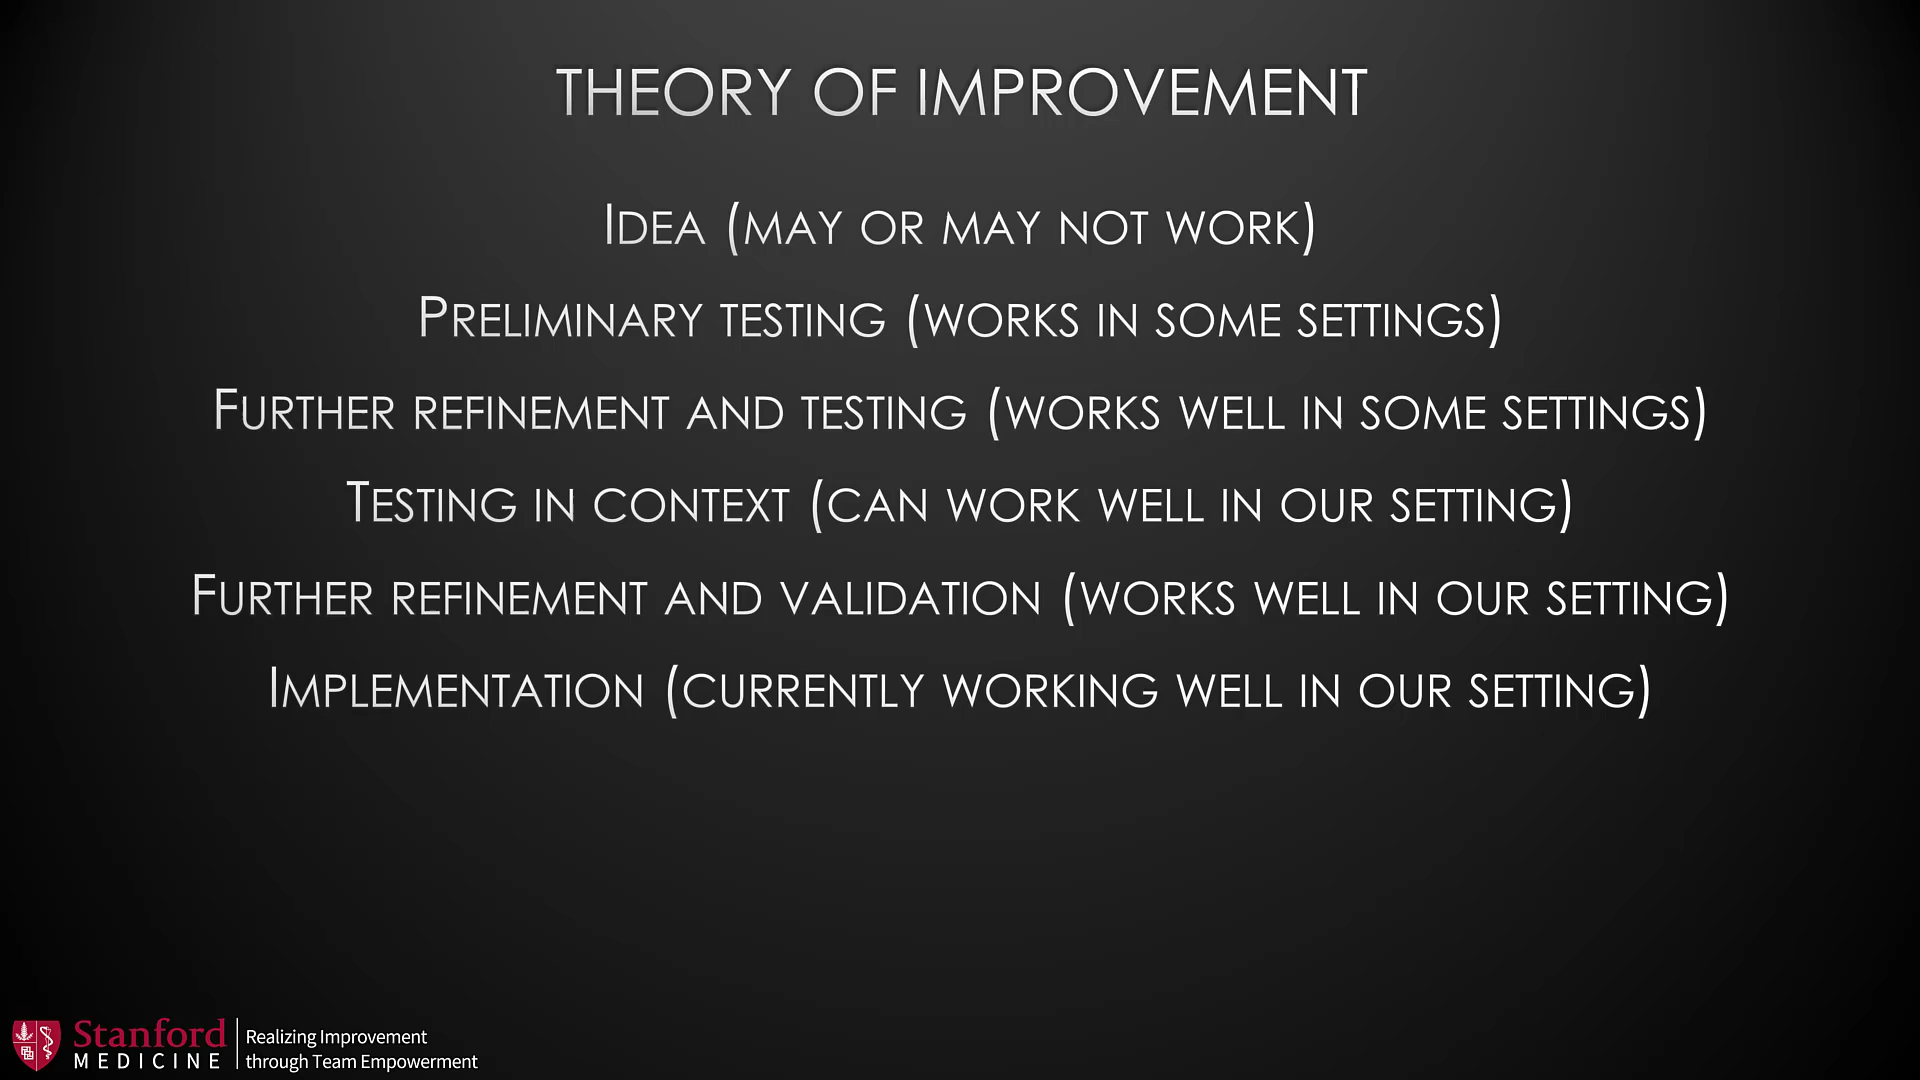 THEORY OF IMPROVEMENT
IDEA (MAY OR MAY NOT WORK)
PRELIMINARY TESTING (WORKS IN SOME SETTINGS)
FURTHER REFINEMENT AND TESTING (WORKS WELL IN SOME SETTINGS)
TESTING IN CONTEXT (CAN WORK WELL IN OUR SETTING)
FURTHER REFINEMENT AND VALIDATION (WORKS WELL IN OUR SETTING)
IMPLEMENTATION (CURRENTLY WORKING WELL IN OUR SETTING)
Stanford
MEDICINE
Realizing Improvement
through Team Empowerment